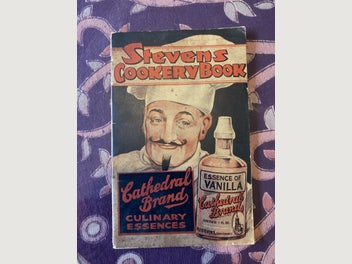 Stevens
COOKERY BOOK
Cathedral
Brand
CULINARY
ESSENCES
ESSENCE OF
VANILLA
Cathedral
Brand